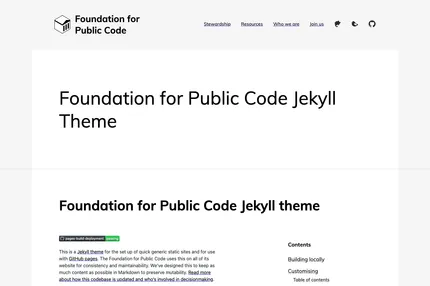 Foundation for
Public Code
Stewardship
Resources
Who we are
Join us
Foundation for Public Code Jekyll
Theme
Foundation for Public Code Jekyll theme
pages-build-deployment passing
This is a Jekyll theme for the set up of quick generic static sites and for use
with GitHub pages. The Foundation for Public Code uses this on all of its
website for consistency and maintainability. We've designed this to keep as
much content as possible in Markdown to preserve mutability. Read more
about how this codebase is updated and who's involved in decisionmaking.
Contents
Building locally
Customising
Table of contents